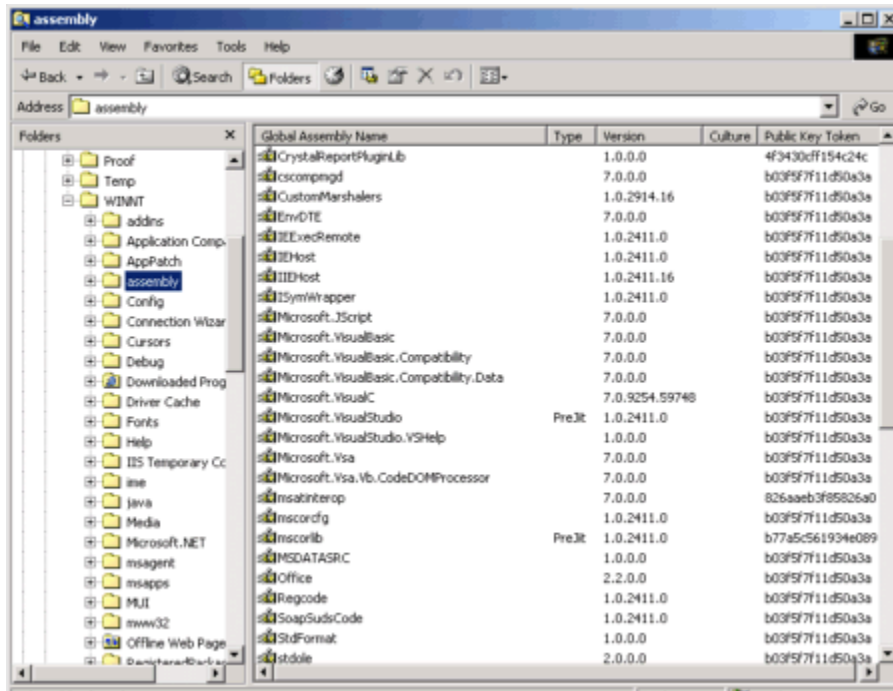 assembly
File Edit View Favorites Tools Help
Back Search Folders
Address assembly Go
Folders
Proof
Temp
WINNT
addins
Application Comp
AppPatch
assembly
Config
Connection Wizar
Cursors
Debug
Downloaded Prog
Driver Cache
Fonts
Help
IIS Temporary Co
ime
java
Media
Microsoft.NET
msagent
msapps
MUI
mww32
Offline Web Page
RegisteredPackag
Global Assembly Name Type Version Culture Public Key Token
CrystalReportPluginLib 1.0.0.0 4f3430cff154c24c
cscompmgd 7.0.0.0 b03f5f7f11d50a3a
CustomMarshalers 1.0.2914.16 b03f5f7f11d50a3a
EnvDTE 7.0.0.0 b03f5f7f11d50a3a
IEExecRemote 1.0.2411.0 b03f5f7f11d50a3a
IEHost 1.0.2411.0 b03f5f7f11d50a3a
IIEHost 1.0.2411.16 b03f5f7f11d50a3a
ISymWrapper 1.0.2411.0 b03f5f7f11d50a3a
Microsoft.JScript 7.0.0.0 b03f5f7f11d50a3a
Microsoft.VisualBasic 7.0.0.0 b03f5f7f11d50a3a
Microsoft.VisualBasic.Compatibility 7.0.0.0 b03f5f7f11d50a3a
Microsoft.VisualBasic.Compatibility.Data 7.0.0.0 b03f5f7f11d50a3a
Microsoft.VisualC 7.0.9254.59748 b03f5f7f11d50a3a
Microsoft.VisualStudio PreJit 1.0.2411.0 b03f5f7f11d50a3a
Microsoft.VisualStudio.VSHelp 1.0.0.0 b03f5f7f11d50a3a
Microsoft.Vsa 7.0.0.0 b03f5f7f11d50a3a
Microsoft.Vsa.Vb.CodeDOMProcessor 7.0.0.0 b03f5f7f11d50a3a
msatinterop 7.0.0.0 826aaeb3f85826a0
mscorcfg 1.0.2411.0 b03f5f7f11d50a3a
mscorlib PreJit 1.0.2411.0 b77a5c561934e089
MSDATASRC 1.0.0.0 b03f5f7f11d50a3a
Office 2.2.0.0 b03f5f7f11d50a3a
Regcode 1.0.2411.0 b03f5f7f11d50a3a
SoapSudsCode 1.0.2411.0 b03f5f7f11d50a3a
StdFormat 1.0.0.0 b03f5f7f11d50a3a
stdole 2.0.0.0 b03f5f7f11d50a3a